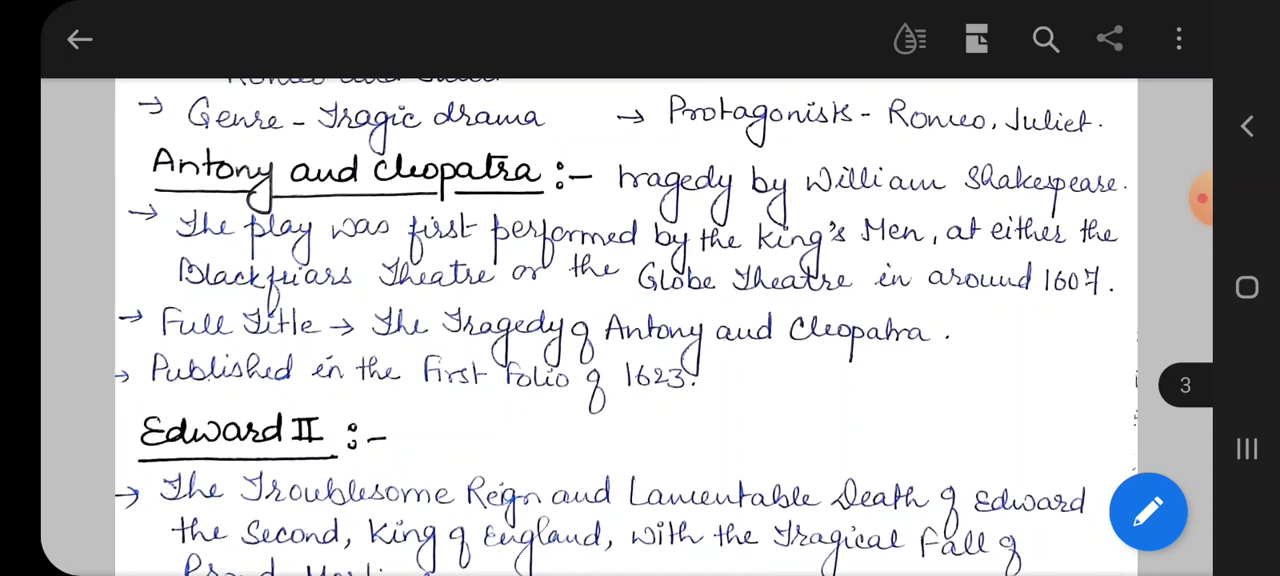 → Genre - Tragic drama → Protagonists - Romeo, Juliet.
Antony and Cleopatra :- tragedy by William Shakespeare.
→ The play was first performed by the King's Men, at either the
Blackfriars Theatre or the Globe Theatre in around 1607.
→ Full Title → The Tragedy of Antony and Cleopatra.
→ Published in the First Folio of 1623.
3
Edward II :-
→ The Troublesome Reign and Lamentable Death of Edward
the Second, King of England, with the Tragical Fall of